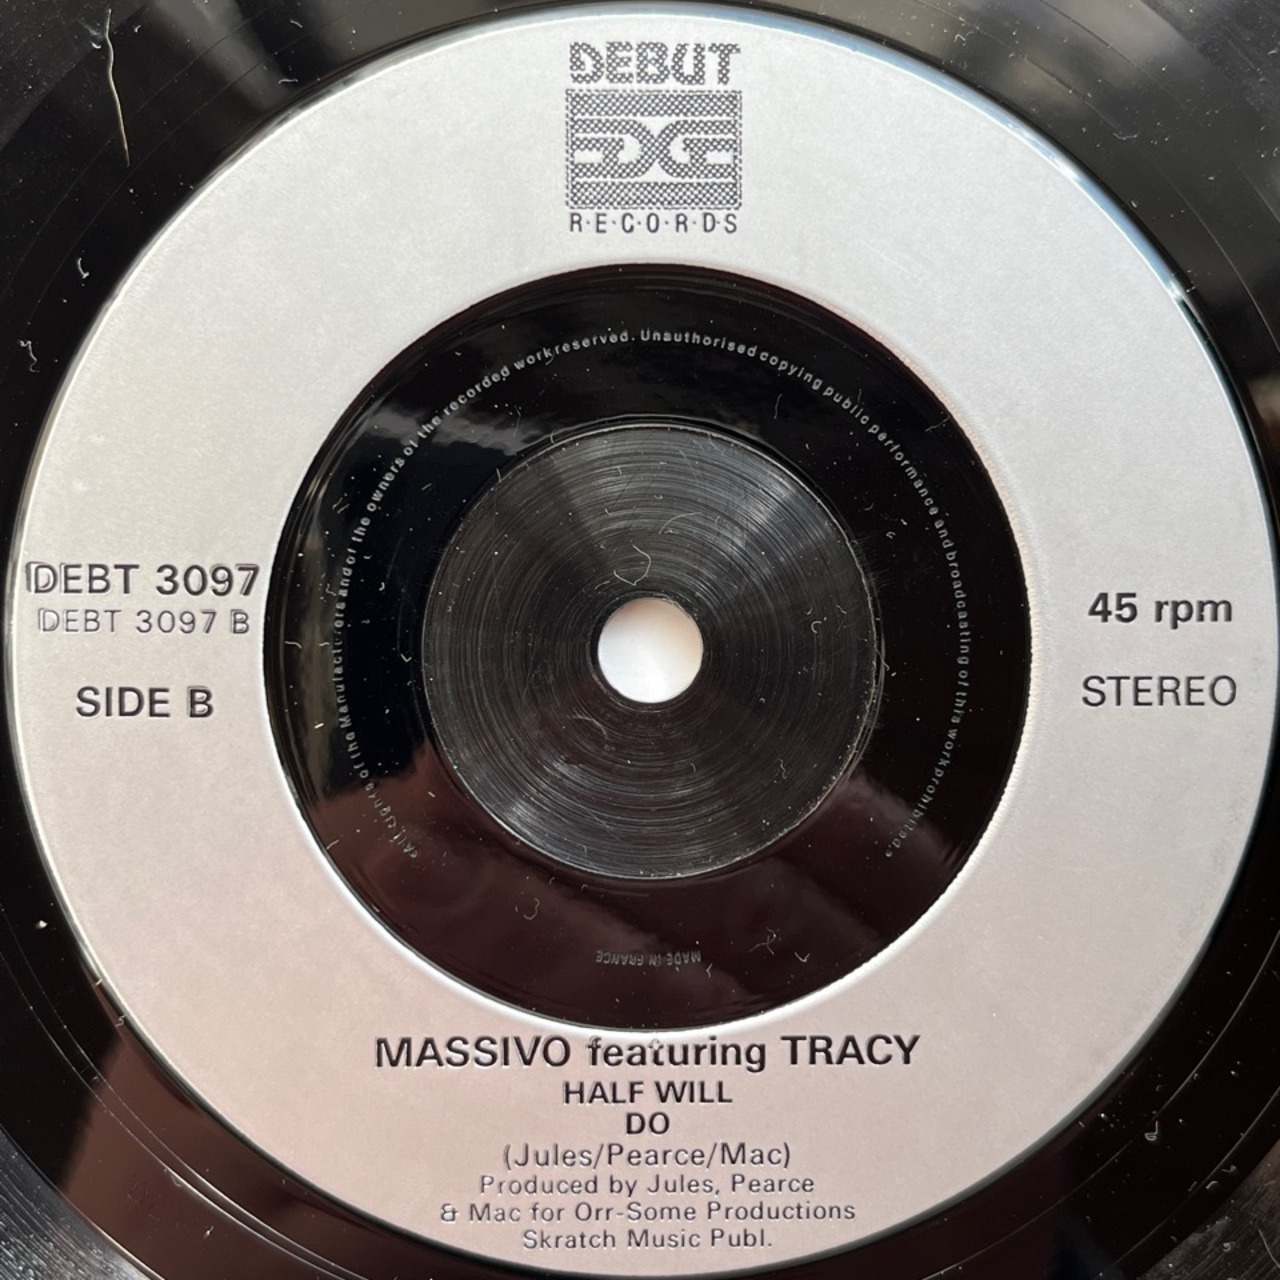 DEBUT
R·E·C·O·R·D·S
All rights of the Manufacturers and of the owners of the recorded work reserved. Unauthorised copying public performance and broadcasting of this work prohibited.
DEBT 3097
DEBT 3097 B
SIDE B
45 rpm
STEREO
MADE IN FRANCE
MASSIVO featuring TRACY
HALF WILL
DO
(Jules/Pearce/Mac)
Produced by Jules, Pearce
& Mac for Orr-Some Productions
Skratch Music Publ.